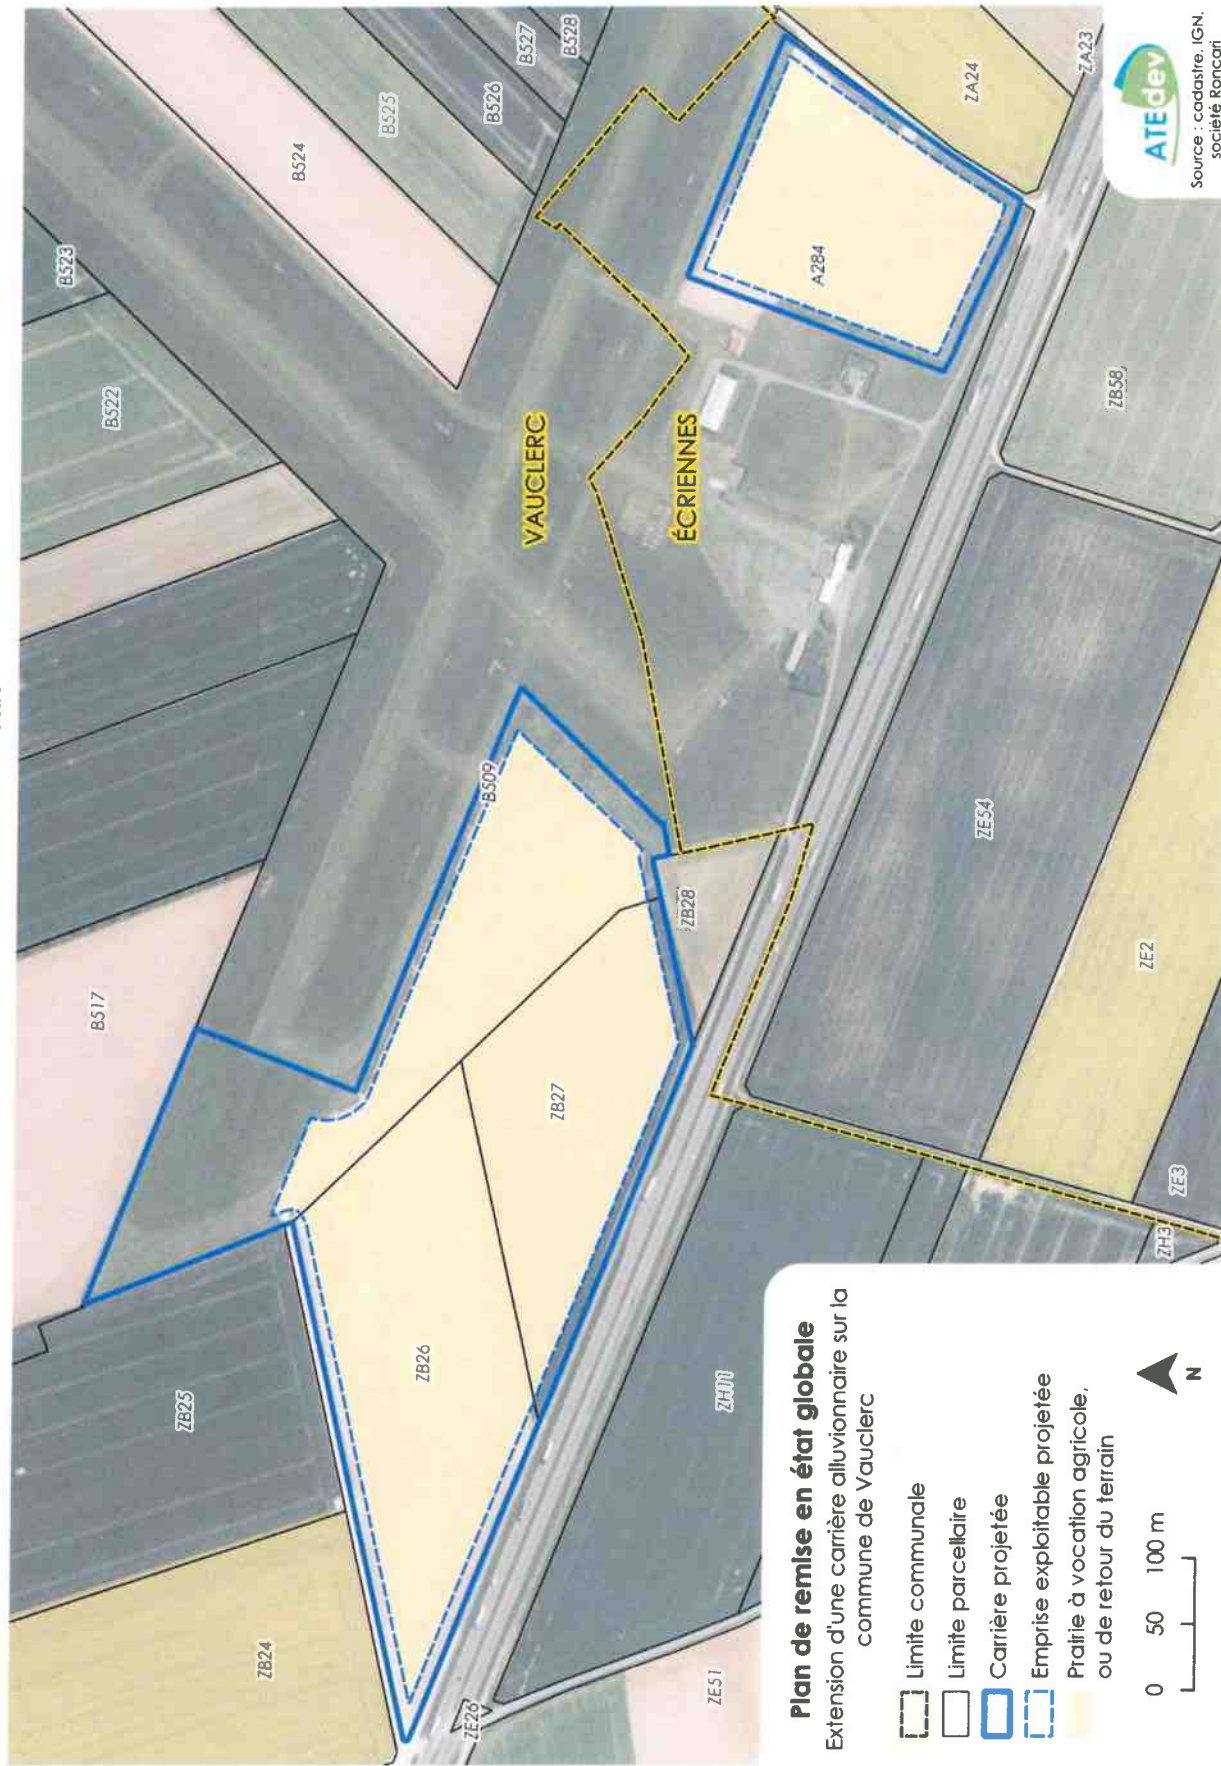 B523
B522
B524
B525
B526
B527
B528
B517
B509
VAUCLERC
ÉCRIENNES
A284
ZA24
ZA23
ZB25
ZB24
ZB26
ZB27
ZB28
ZE26
ZE51
ZH11
ZH3
ZE3
ZE2
ZE54
ZB58
Plan de remise en état globale
Extension d'une carrière alluvionnaire sur la
commune de Vauclerc
Limite communale
Limite parcellaire
Carrière projetée
Emprise exploitable projetée
Prairie à vocation agricole,
ou de retour du terrain
0 50 100 m
N
ATEdev
Source : cadastre, IGN,
société Roncari